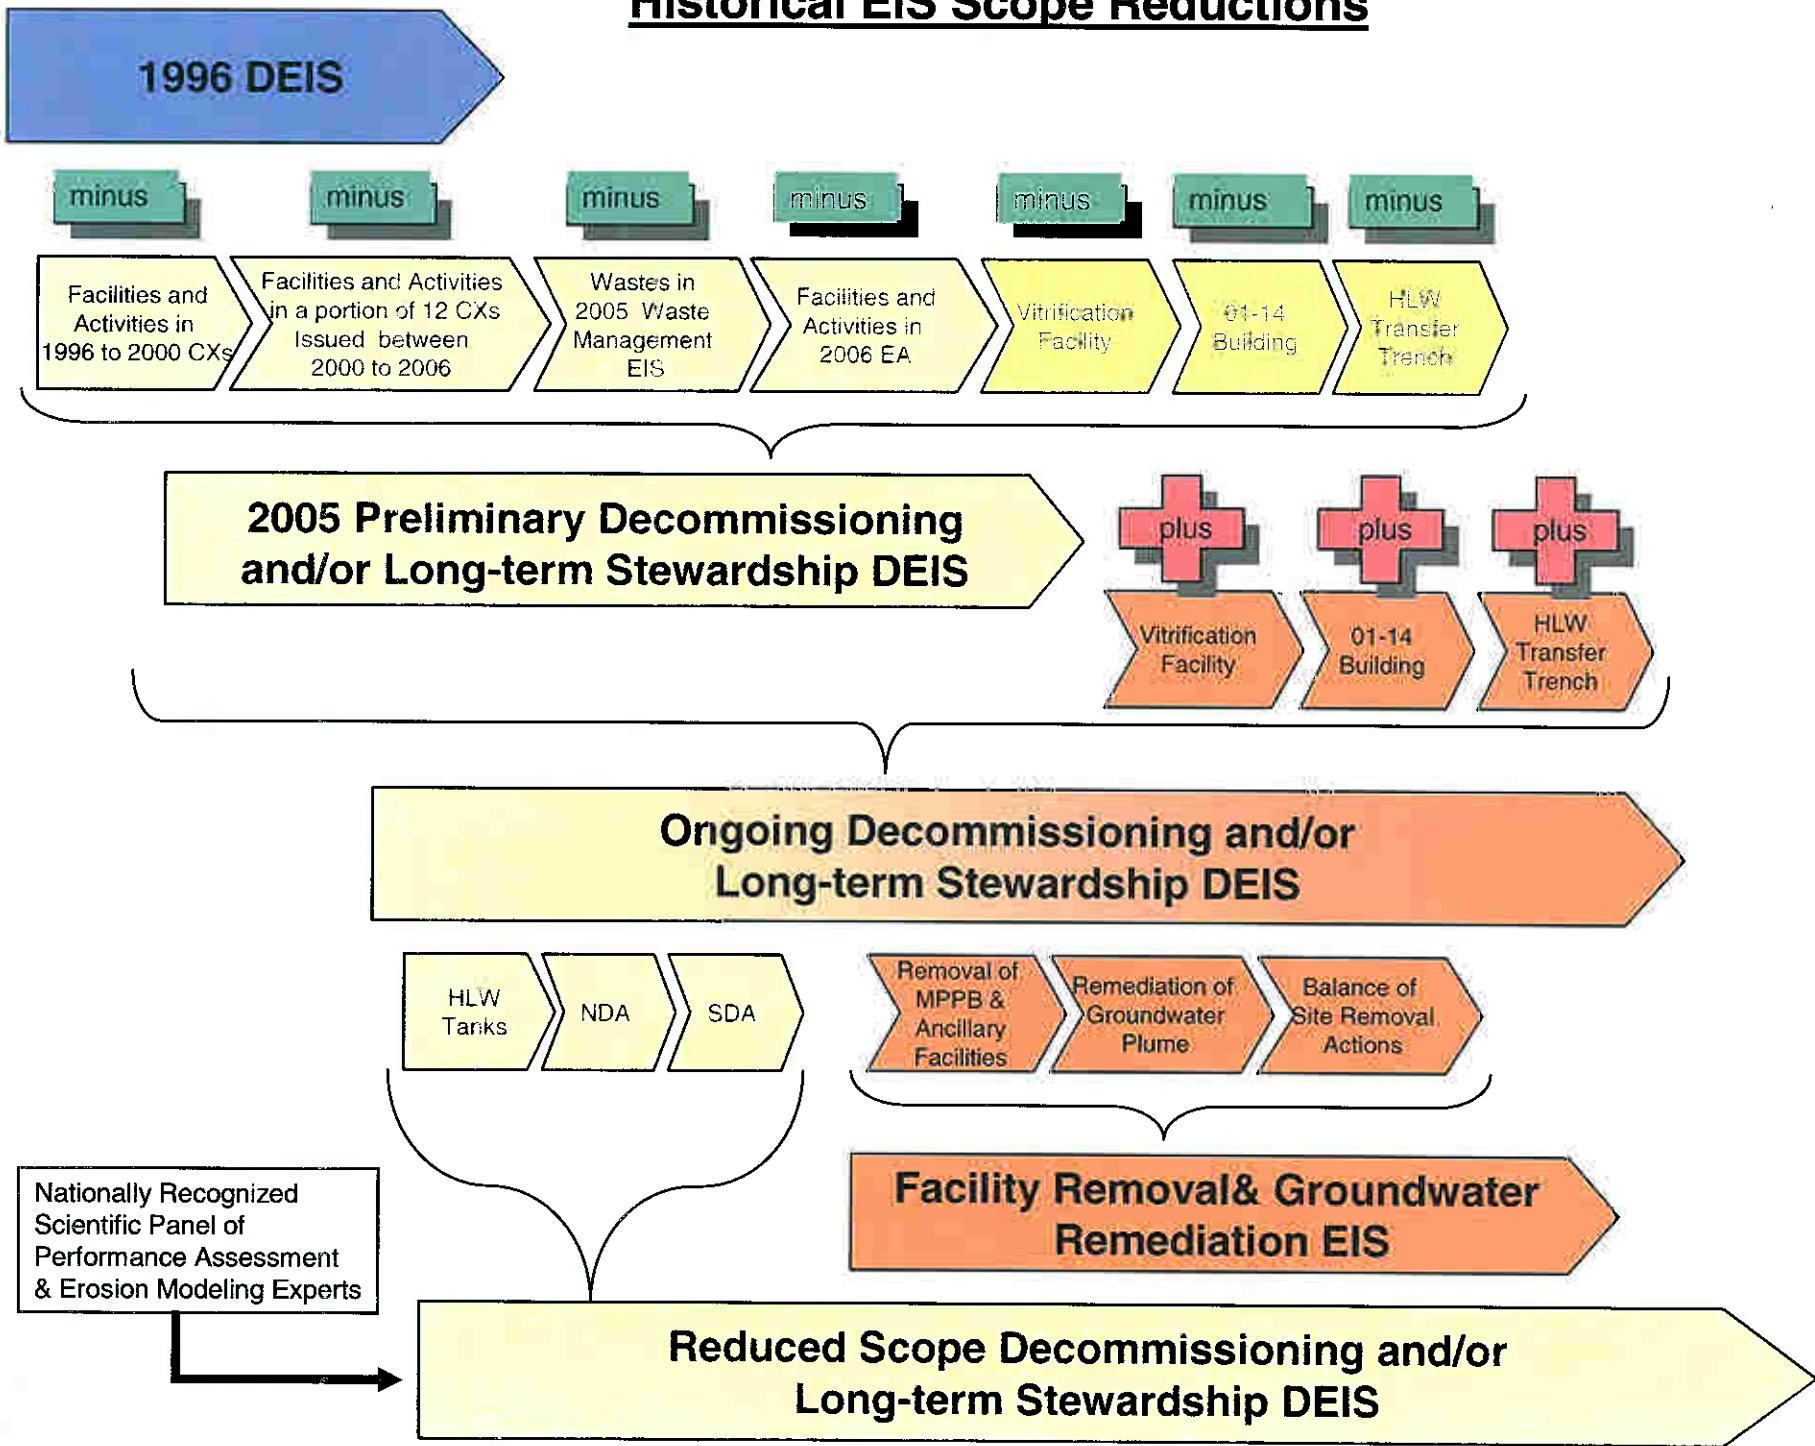 Historical EIS Scope Reductions
1996 DEIS
minus
minus
minus
minus
minus
minus
minus
Facilities and
Activities in
1996 to 2000 CXs
Facilities and Activities
in a portion of 12 CXs
Issued between
2000 to 2006
Wastes in
2005 Waste
Management
EIS
Facilities and
Activities in
2006 EA
Vitrification
Facility
01-14
Building
HLW
Transfer
Trench
2005 Preliminary Decommissioning
and/or Long-term Stewardship DEIS
plus
plus
plus
Vitrification
Facility
01-14
Building
HLW
Transfer
Trench
Ongoing Decommissioning and/or
Long-term Stewardship DEIS
HLW
Tanks
NDA
SDA
Removal of
MPPB &
Ancillary
Facilities
Remediation of
Groundwater
Plume
Balance of
Site Removal
Actions
Facility Removal& Groundwater
Remediation EIS
Nationally Recognized
Scientific Panel of
Performance Assessment
& Erosion Modeling Experts
Reduced Scope Decommissioning and/or
Long-term Stewardship DEIS